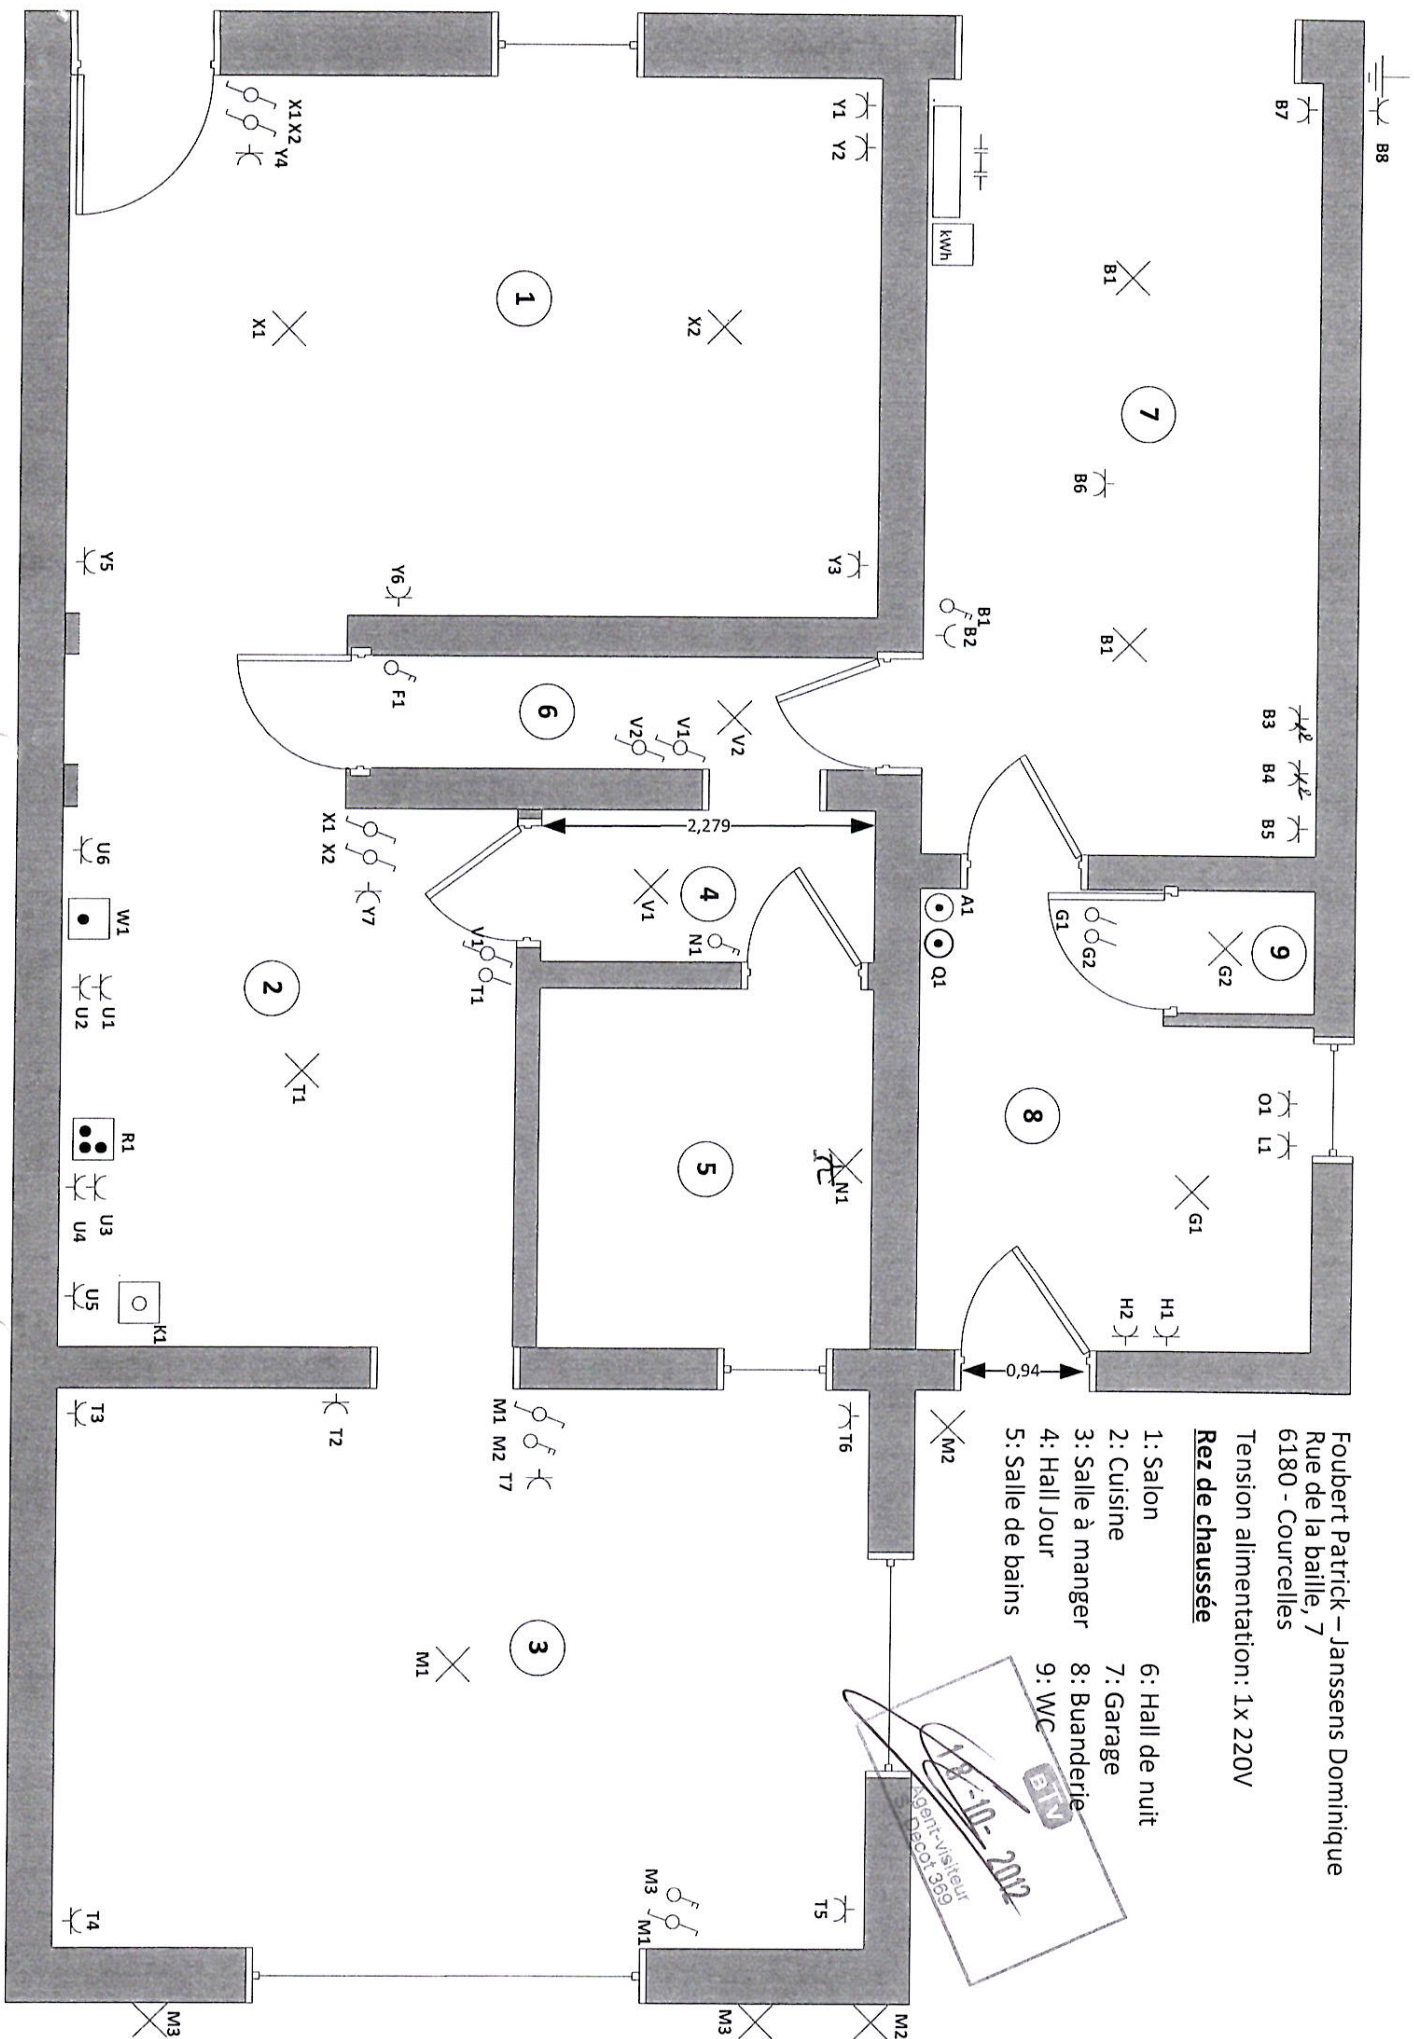 Foubert Patrick – Janssens Dominique
Rue de la baille, 7
6180 - Courcelles
Tension alimentation: 1x 220V
Rez de chaussée
1: Salon
2: Cuisine
3: Salle à manger
4: Hall Jour
5: Salle de bains
6: Hall de nuit
7: Garage
8: Buanderie
9: WC
BTV
18-10-2012
Agent-visiteur
S. Decot 369
B8
B7
B1
7
B6
B1
B3
B4
B5
B1
B2
kWh
Y1
Y2
X1 X2
Y4
1
X1
X2
Y3
Y5
Y6
F1
6
V2
V1
V2
2,279
X1 X2
Y7
4
V1
N1
V1
T1
A1
Q1
G1
G2
9
G2
8
O1
L1
G1
H1
H2
0,94
U6
W1
2
U1
U2
T1
R1
U3
U4
U5
K1
5
N1
T3
T2
M1 M2 T7
T6
M2
3
M1
M3
M1
T5
T4
M3
M3
M2